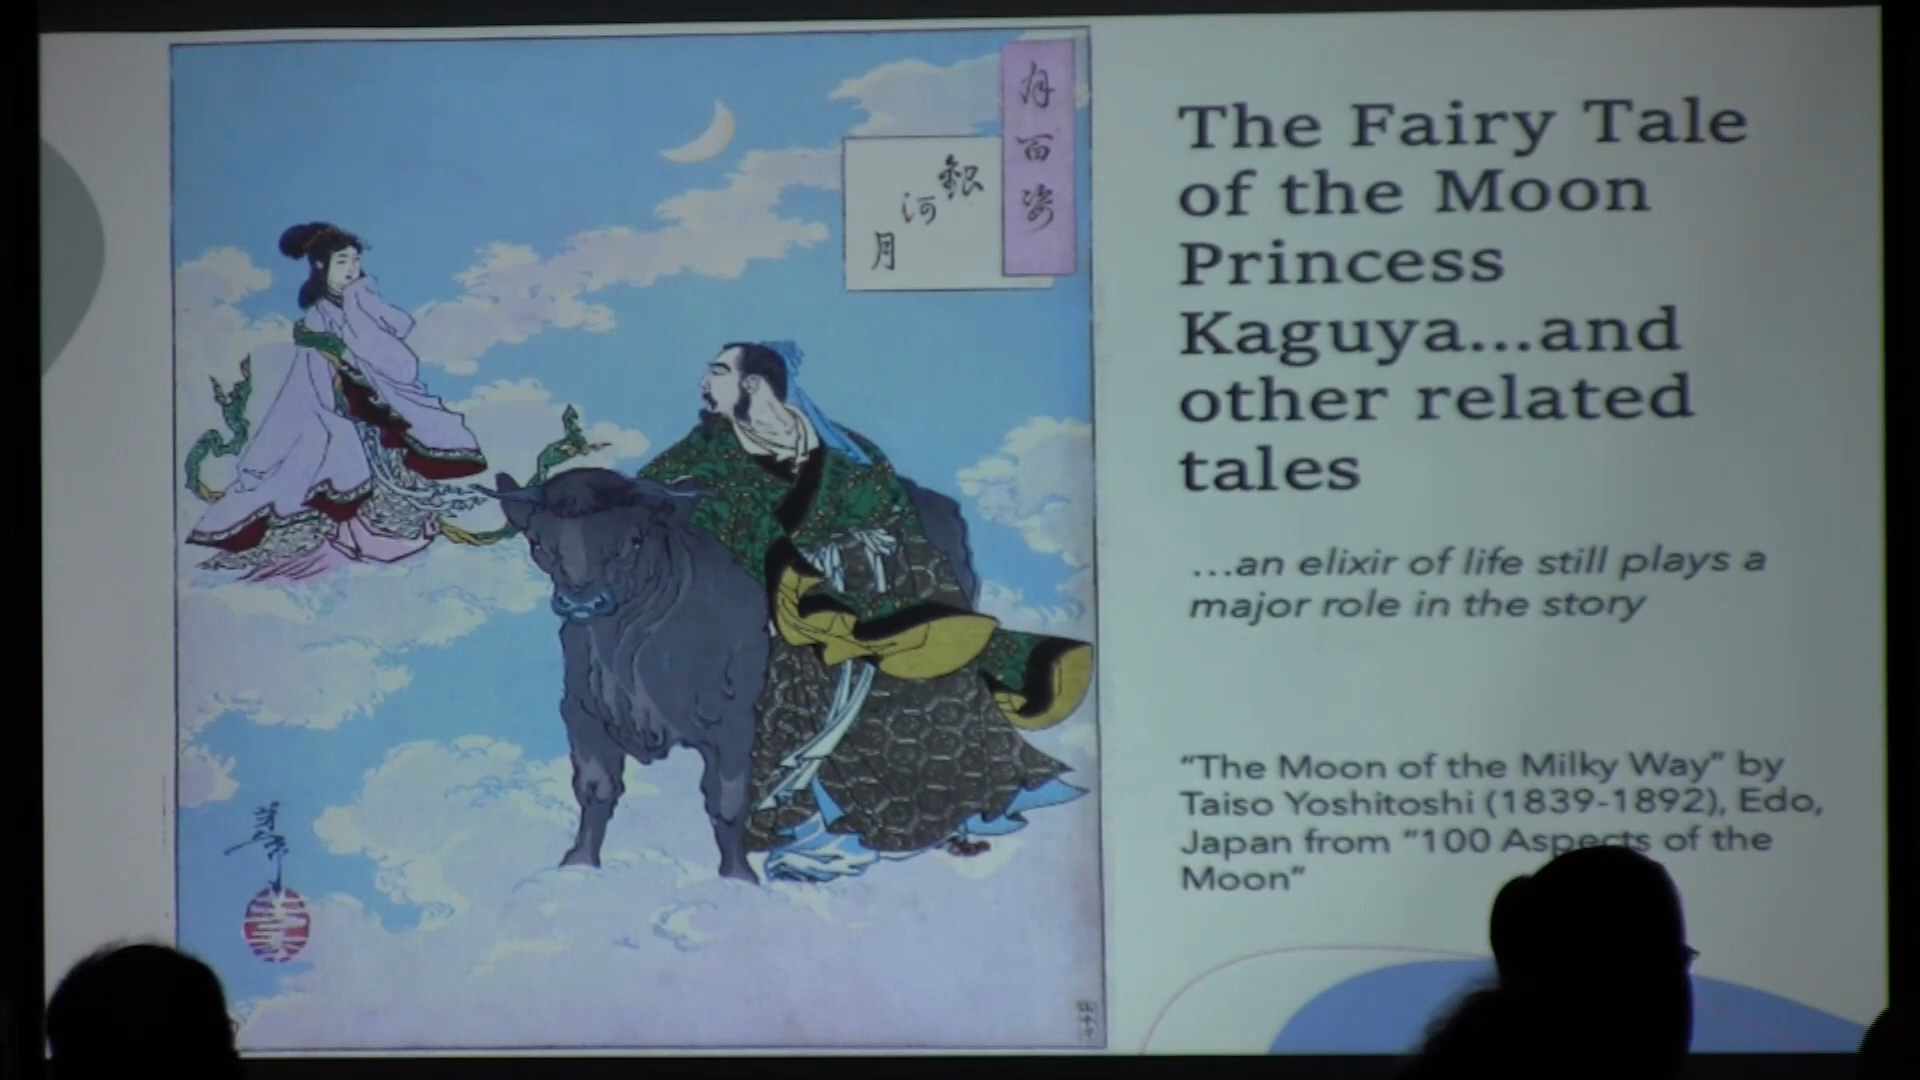 月百姿
銀河月
The Fairy Tale
of the Moon
Princess
Kaguya...and
other related
tales
...an elixir of life still plays a
major role in the story
"The Moon of the Milky Way" by
Taiso Yoshitoshi (1839-1892), Edo,
Japan from "100 Aspects of the
Moon"